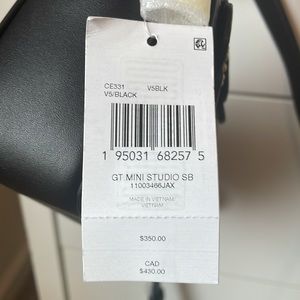 CE331 V5BLK
V5/BLACK
1 95031 68257 5
GT MINI STUDIO SB
11003466JAX
MADE IN VIETNAM
VIETNAM
$350.00
CAD
$430.00